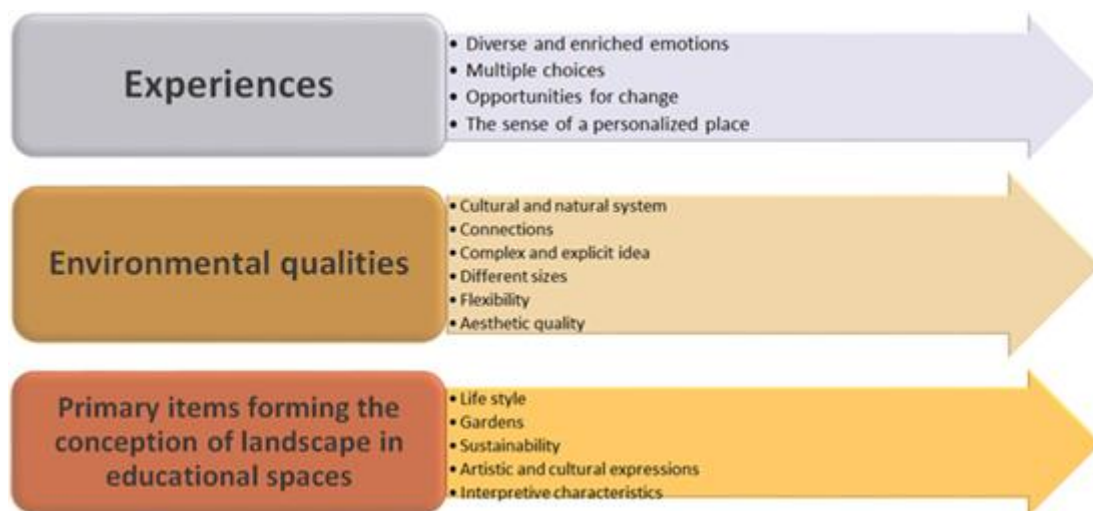 Experiences
• Diverse and enriched emotions
• Multiple choices
• Opportunities for change
• The sense of a personalized place
Environmental qualities
• Cultural and natural system
• Connections
• Complex and explicit idea
• Different sizes
• Flexibility
• Aesthetic quality
Primary items forming the
conception of landscape in
educational spaces
• Life style
• Gardens
• Sustainability
• Artistic and cultural expressions
• Interpretive characteristics